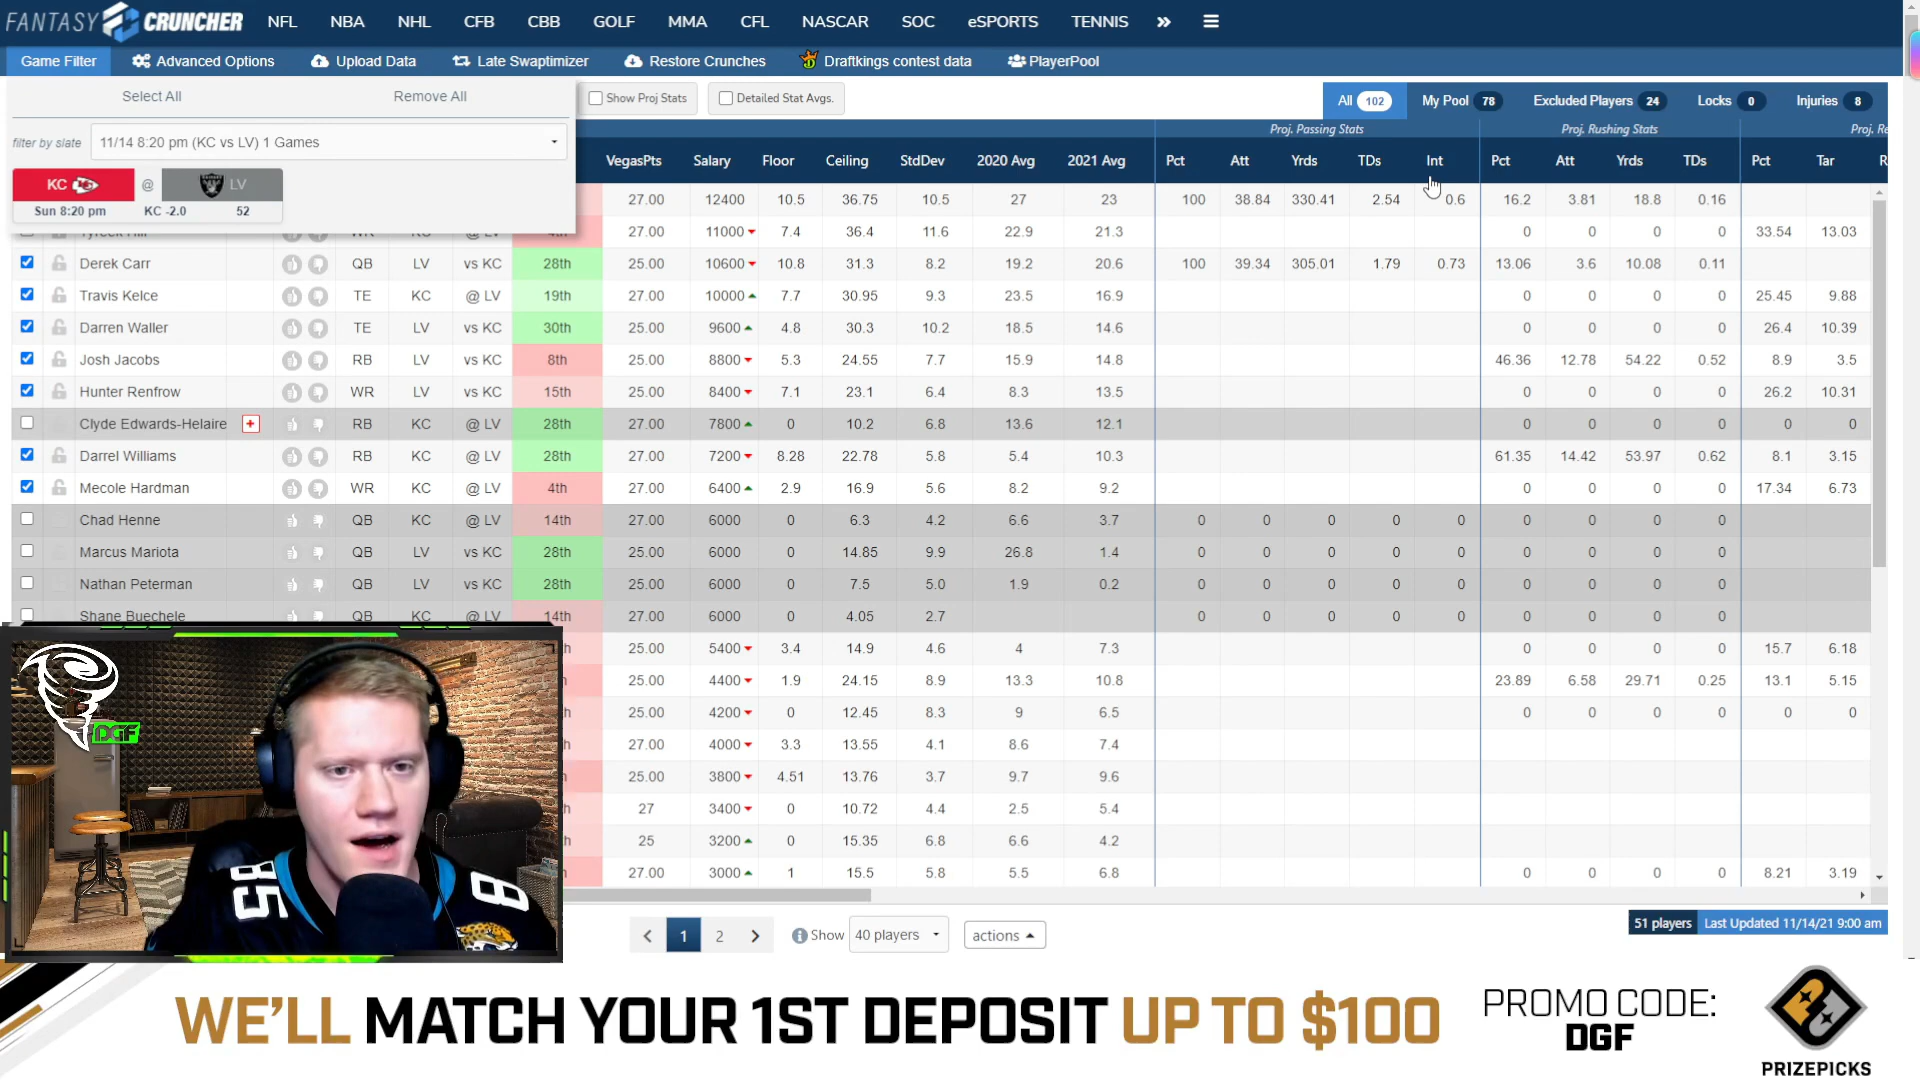 FANTASY CRUNCHER NFL NBA NHL CFB CBB GOLF MMA CFL NASCAR SOC eSPORTS TENNIS
Game Filter Advanced Options Upload Data Late Swaptimizer Restore Crunches Draftkings contest data PlayerPool
Select All Remove All Show Proj Stats Detailed Stat Avgs. All 102 My Pool 78 Excluded Players 24 Locks 0 Injuries 8
filter by slate 11/14 8:20 pm (KC vs LV) 1 Games
Proj. Passing Stats Proj. Rushing Stats Proj. Re
VegasPts Salary Floor Ceiling StdDev 2020 Avg 2021 Avg Pct Att Yrds TDs Int Pct Att Yrds TDs Pct Tar R
KC @ LV
Sun 8:20 pm KC -2.0 52
27.00 12400 10.5 36.75 10.5 27 23 100 38.84 330.41 2.54 0.6 16.2 3.81 18.8 0.16
Tyreek Hill WR KC @ LV 4th 27.00 11000 7.4 36.4 11.6 22.9 21.3 0 0 0 0 33.54 13.03
Derek Carr QB LV vs KC 28th 25.00 10600 10.8 31.3 8.2 19.2 20.6 100 39.34 305.01 1.79 0.73 13.06 3.6 10.08 0.11
Travis Kelce TE KC @ LV 19th 27.00 10000 7.7 30.95 9.3 23.5 16.9 0 0 0 0 25.45 9.88
Darren Waller TE LV vs KC 30th 25.00 9600 4.8 30.3 10.2 18.5 14.6 0 0 0 0 26.4 10.39
Josh Jacobs RB LV vs KC 8th 25.00 8800 5.3 24.55 7.7 15.9 14.8 46.36 12.78 54.22 0.52 8.9 3.5
Hunter Renfrow WR LV vs KC 15th 25.00 8400 7.1 23.1 6.4 8.3 13.5 0 0 0 0 26.2 10.31
Clyde Edwards-Helaire + RB KC @ LV 28th 27.00 7800 0 10.2 6.8 13.6 12.1 0 0 0 0 0 0
Darrel Williams RB KC @ LV 28th 27.00 7200 8.28 22.78 5.8 5.4 10.3 61.35 14.42 53.97 0.62 8.1 3.15
Mecole Hardman WR KC @ LV 4th 27.00 6400 2.9 16.9 5.6 8.2 9.2 0 0 0 0 17.34 6.73
Chad Henne QB KC @ LV 14th 27.00 6000 0 6.3 4.2 6.6 3.7 0 0 0 0 0 0 0 0 0
Marcus Mariota QB LV vs KC 28th 25.00 6000 0 14.85 9.9 26.8 1.4 0 0 0 0 0 0 0 0 0
Nathan Peterman QB LV vs KC 28th 25.00 6000 0 7.5 5.0 1.9 0.2 0 0 0 0 0 0 0 0 0
Shane Buechele QB KC @ LV 14th 27.00 6000 0 4.05 2.7 0 0 0 0 0 0 0 0 0
25.00 5400 3.4 14.9 4.6 4 7.3 0 0 0 0 15.7 6.18
25.00 4400 1.9 24.15 8.9 13.3 10.8 23.89 6.58 29.71 0.25 13.1 5.15
25.00 4200 0 12.45 8.3 9 6.5 0 0 0 0 0 0
27.00 4000 3.3 13.55 4.1 8.6 7.4
25.00 3800 4.51 13.76 3.7 9.7 9.6
27 3400 0 10.72 4.4 2.5 5.4
25 3200 0 15.35 6.8 6.6 4.2
27.00 3000 1 15.5 5.8 5.5 6.8 0 0 0 0 8.21 3.19
DGF
85 8
1 2 Show 40 players actions 51 players Last Updated 11/14/21 9:00 am
WE'LL MATCH YOUR 1ST DEPOSIT UP TO $100
PROMO CODE:
DGF
PRIZEPICKS